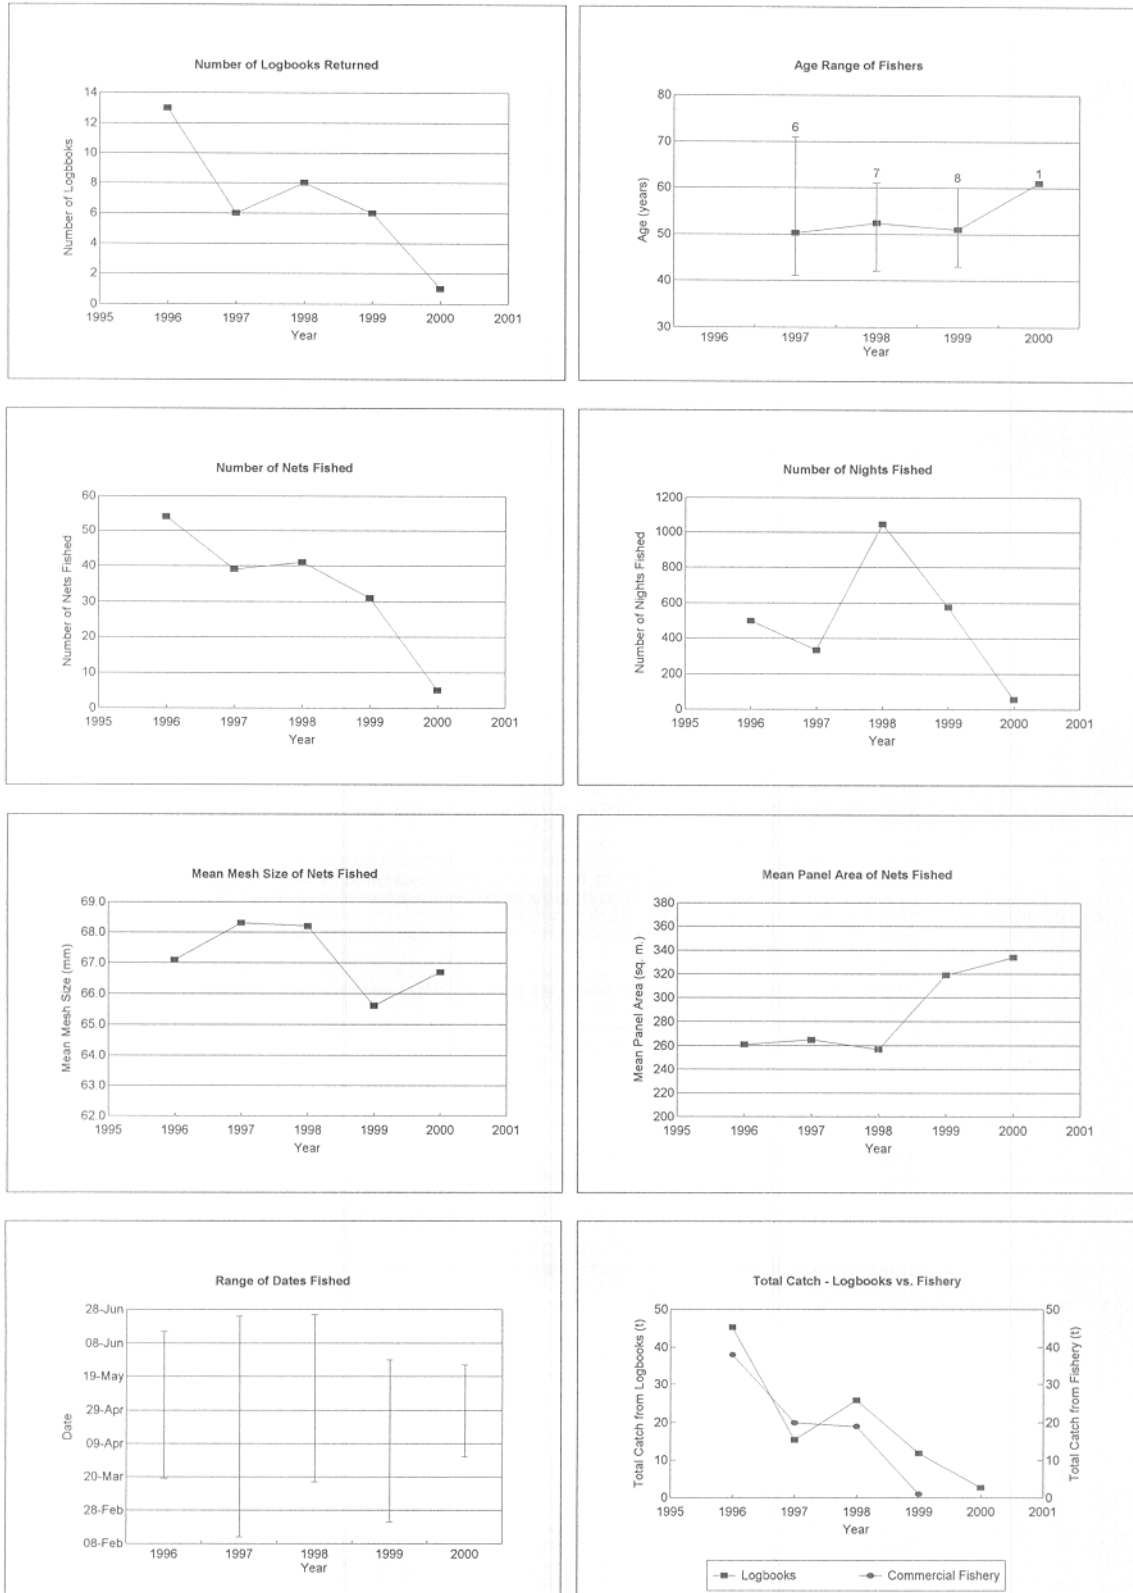 Number of Logbooks Returned
14
12
10
8
6
4
2
0
Number of Logbbooks
1995 1996 1997 1998 1999 2000 2001
Year
Age Range of Fishers
80
70
60
50
40
30
Age (years)
6
7
8
1
1996 1997 1998 1999 2000
Year
Number of Nets Fished
60
50
40
30
20
10
0
Number of Nets Fished
1995 1996 1997 1998 1999 2000 2001
Year
Number of Nights Fished
1200
1000
800
600
400
200
0
Number of Nights Fished
1995 1996 1997 1998 1999 2000 2001
Year
Mean Mesh Size of Nets Fished
69.0
68.0
67.0
66.0
65.0
64.0
63.0
62.0
Mean Mesh Size (mm)
1995 1996 1997 1998 1999 2000 2001
Year
Mean Panel Area of Nets Fished
380
360
340
320
300
280
260
240
220
200
Mean Panel Area (sq. m.)
1995 1996 1997 1998 1999 2000 2001
Year
Range of Dates Fished
28-Jun
08-Jun
19-May
29-Apr
09-Apr
20-Mar
28-Feb
08-Feb
Date
1996 1997 1998 1999 2000
Year
Total Catch - Logbooks vs. Fishery
50
40
30
20
10
0
Total Catch from Logbooks (t)
50
40
30
20
10
0
Total Catch from Fishery (t)
1995 1996 1997 1998 1999 2000 2001
Year
Logbooks Commercial Fishery